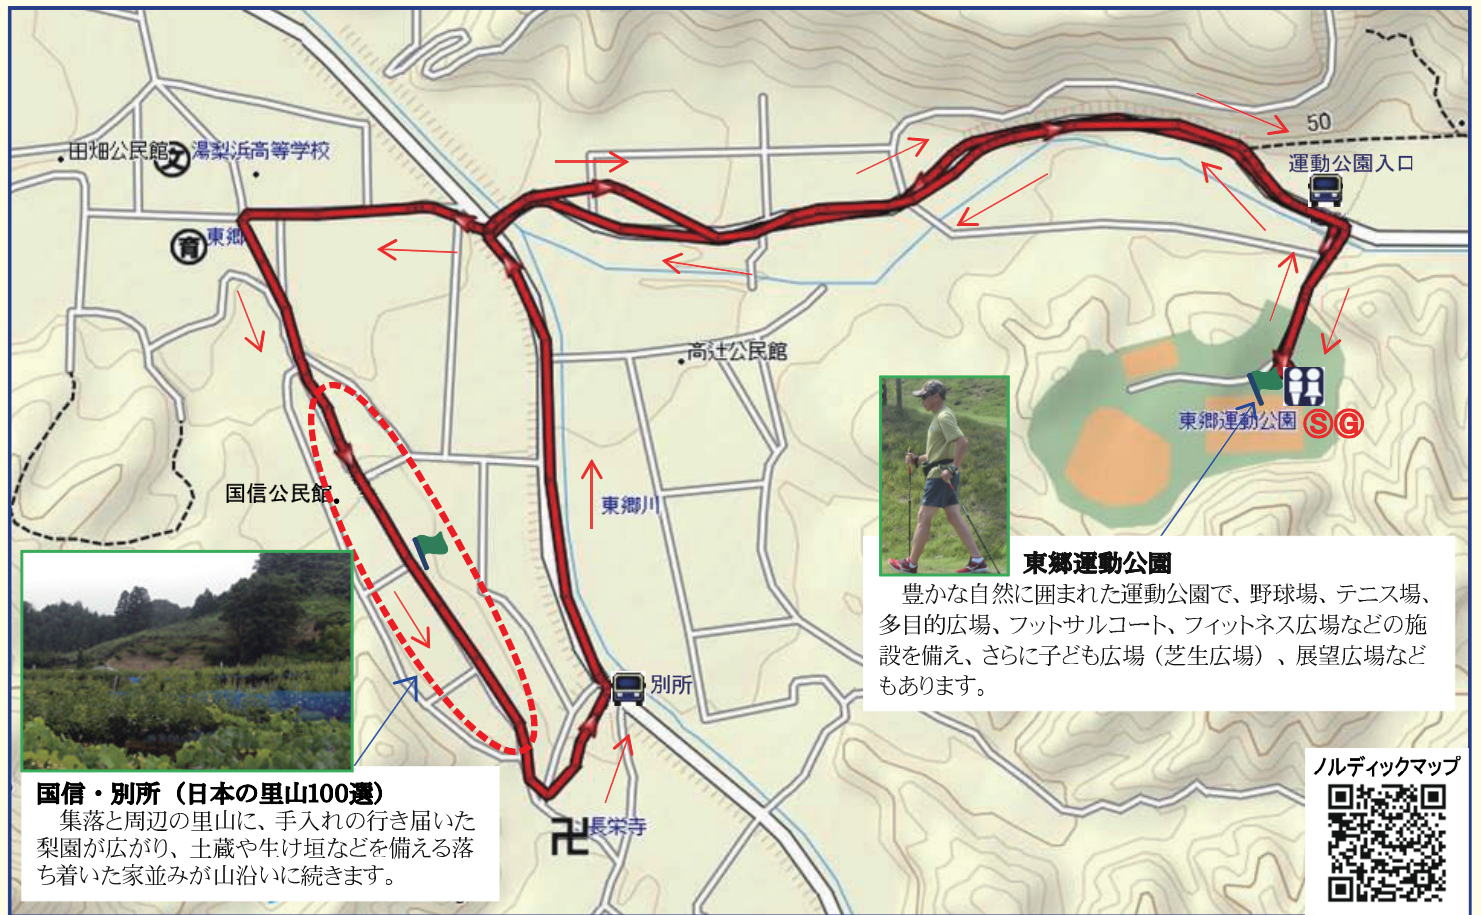 田畑公民館
文
湯梨浜高等学校
50
運動公園入口
育
東郷
高辻公民館
東郷運動公園
SG
国信公民館
東郷川
別所
長栄寺
東郷運動公園
豊かな自然に囲まれた運動公園で、野球場、テニス場、
多目的広場、フットサルコート、フィットネス広場などの施
設を備え、さらに子ども広場(芝生広場)、展望広場など
もあります。
国信・別所(日本の里山100選)
集落と周辺の里山に、手入れの行き届いた
梨園が広がり、土蔵や生け垣などを備える落
ち着いた家並みが山沿いに続きます。
ノルディックマップ